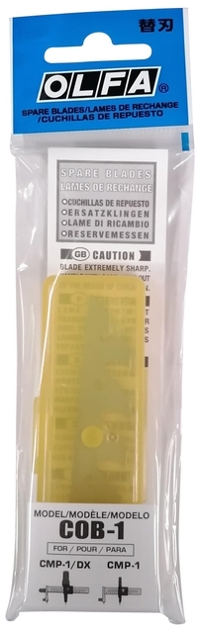 替刃
OLFA®
SPARE BLADES/LAMES DE RECHANGE
/CUCHILLAS DE REPUESTO
SPARE BLADES
LAMES DE RECHANGE
CUCHILLAS DE REPUESTO
ERSATZKLINGEN
LAME DI RICAMBIO
RESERVEMESSEN
GB CAUTION
BLADE EXTREMELY SHARP.
MODEL/MODÈLE/MODELO
COB-1
FOR / POUR / PARA
CMP-1/DX CMP-1